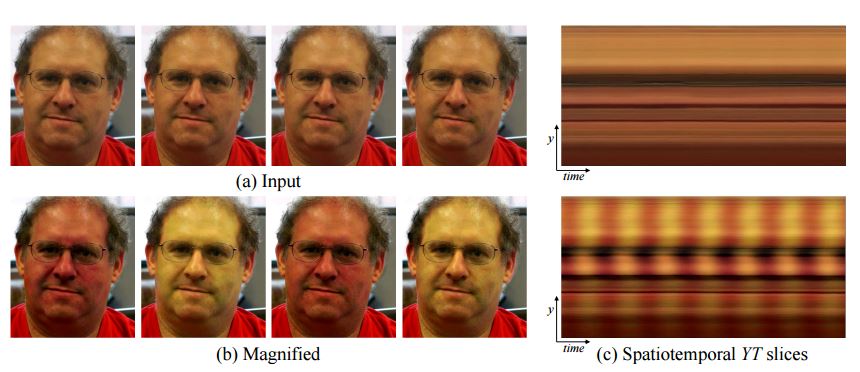 y
time
(a) Input
y
time
(b) Magnified
(c) Spatiotemporal YT slices